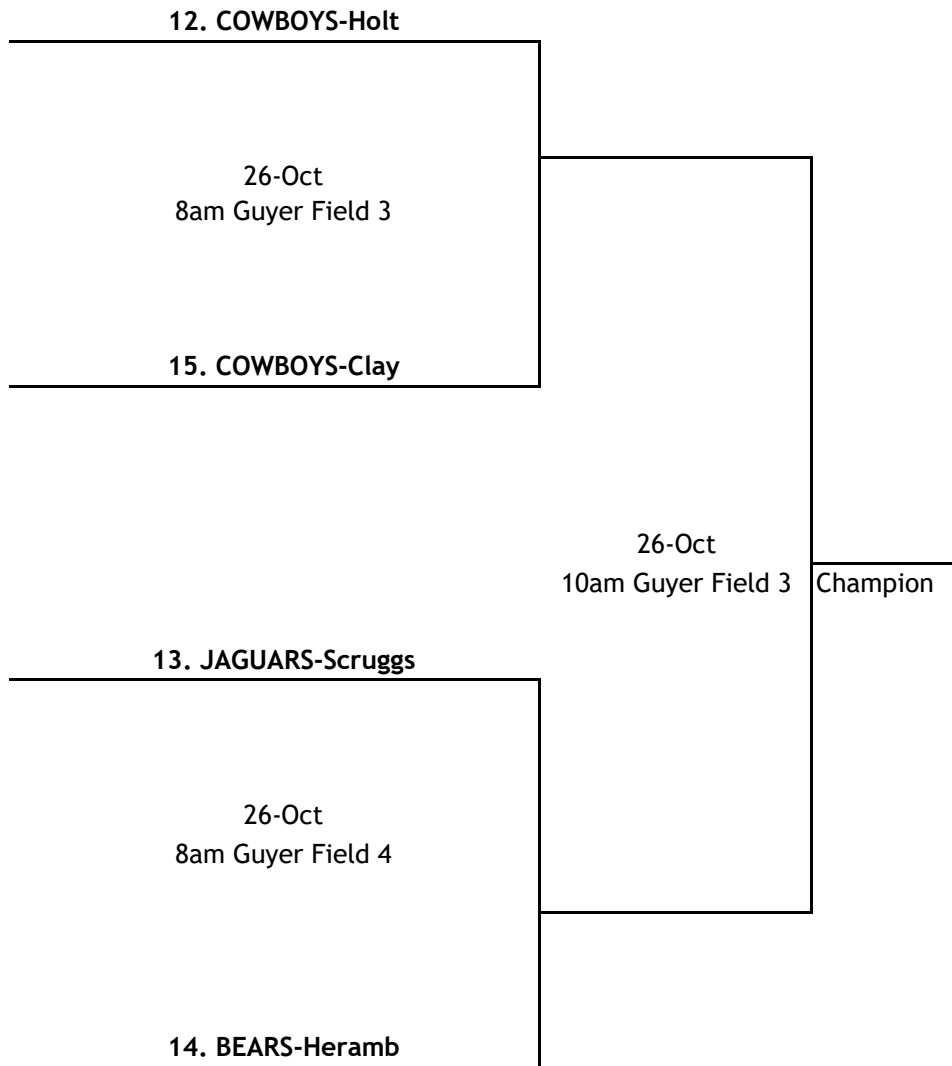 12. COWBOYS-Holt
26-Oct
8am Guyer Field 3
15. COWBOYS-Clay
26-Oct
10am Guyer Field 3
Champion
13. JAGUARS-Scruggs
26-Oct
8am Guyer Field 4
14. BEARS-Heramb